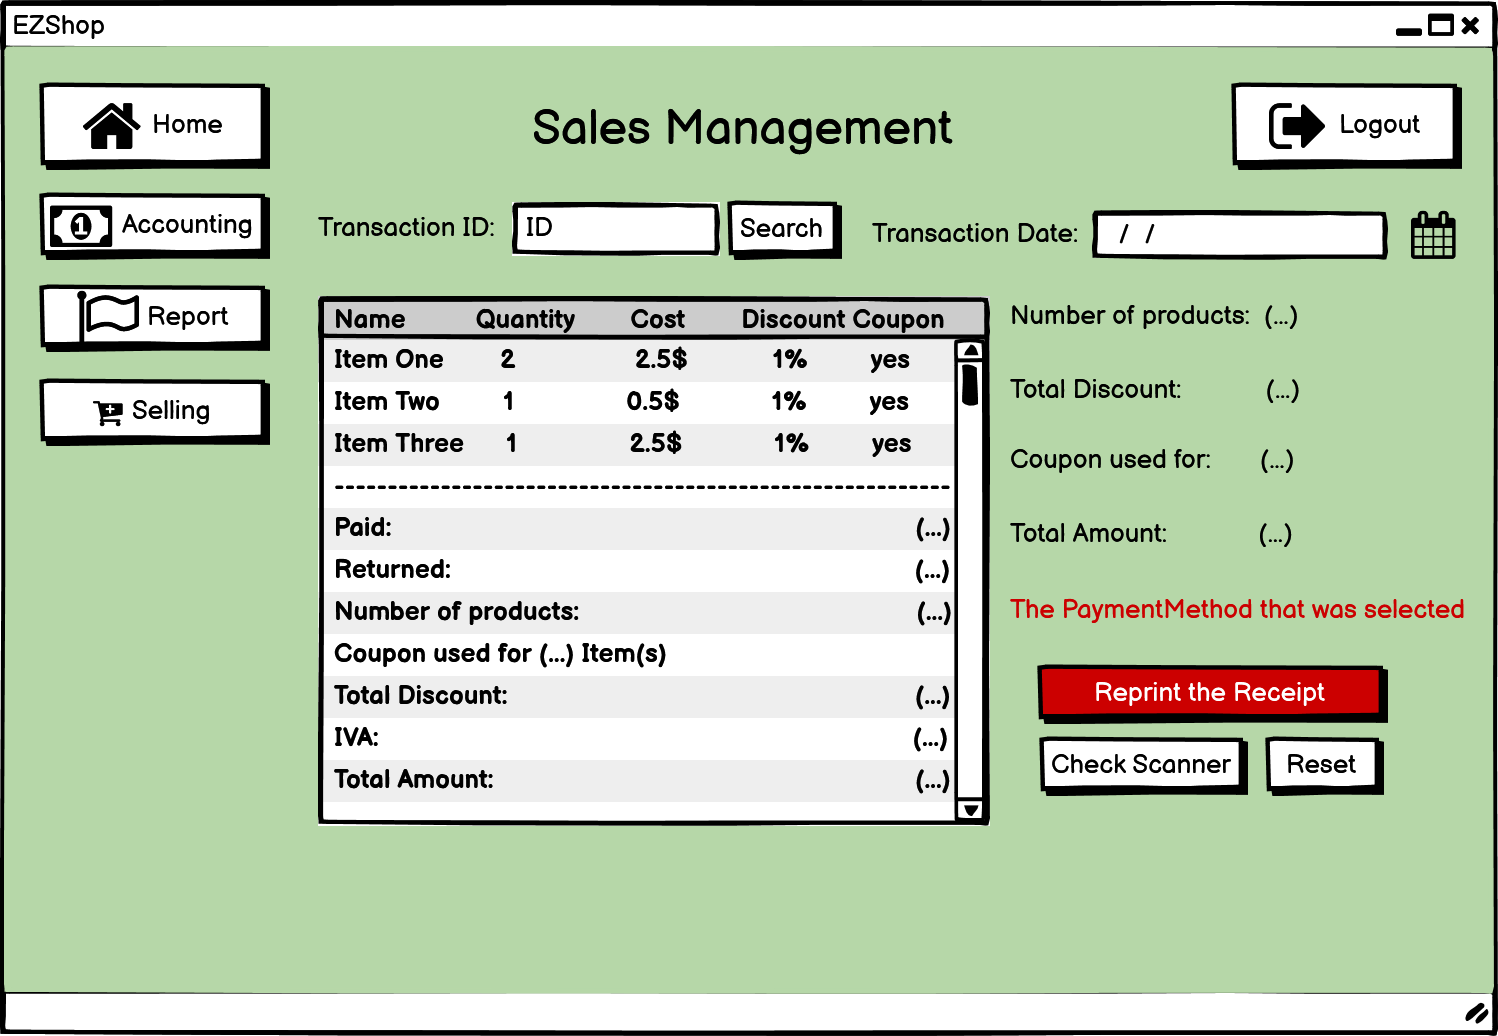 EZShop
Home
Sales Management
Logout
Accounting
Transaction ID:
ID
Search
Transaction Date:
/ /
Report
Selling
Name Quantity Cost Discount Coupon
Item One 2 2.5$ 1% yes
Item Two 1 0.5$ 1% yes
Item Three 1 2.5$ 1% yes
------------------------------------------------------------
Paid: (...)
Returned: (...)
Number of products: (...)
Coupon used for (...) Item(s)
Total Discount: (...)
IVA: (...)
Total Amount: (...)
Number of products: (...)
Total Discount: (...)
Coupon used for: (...)
Total Amount: (...)
The PaymentMethod that was selected
Reprint the Receipt
Check Scanner
Reset